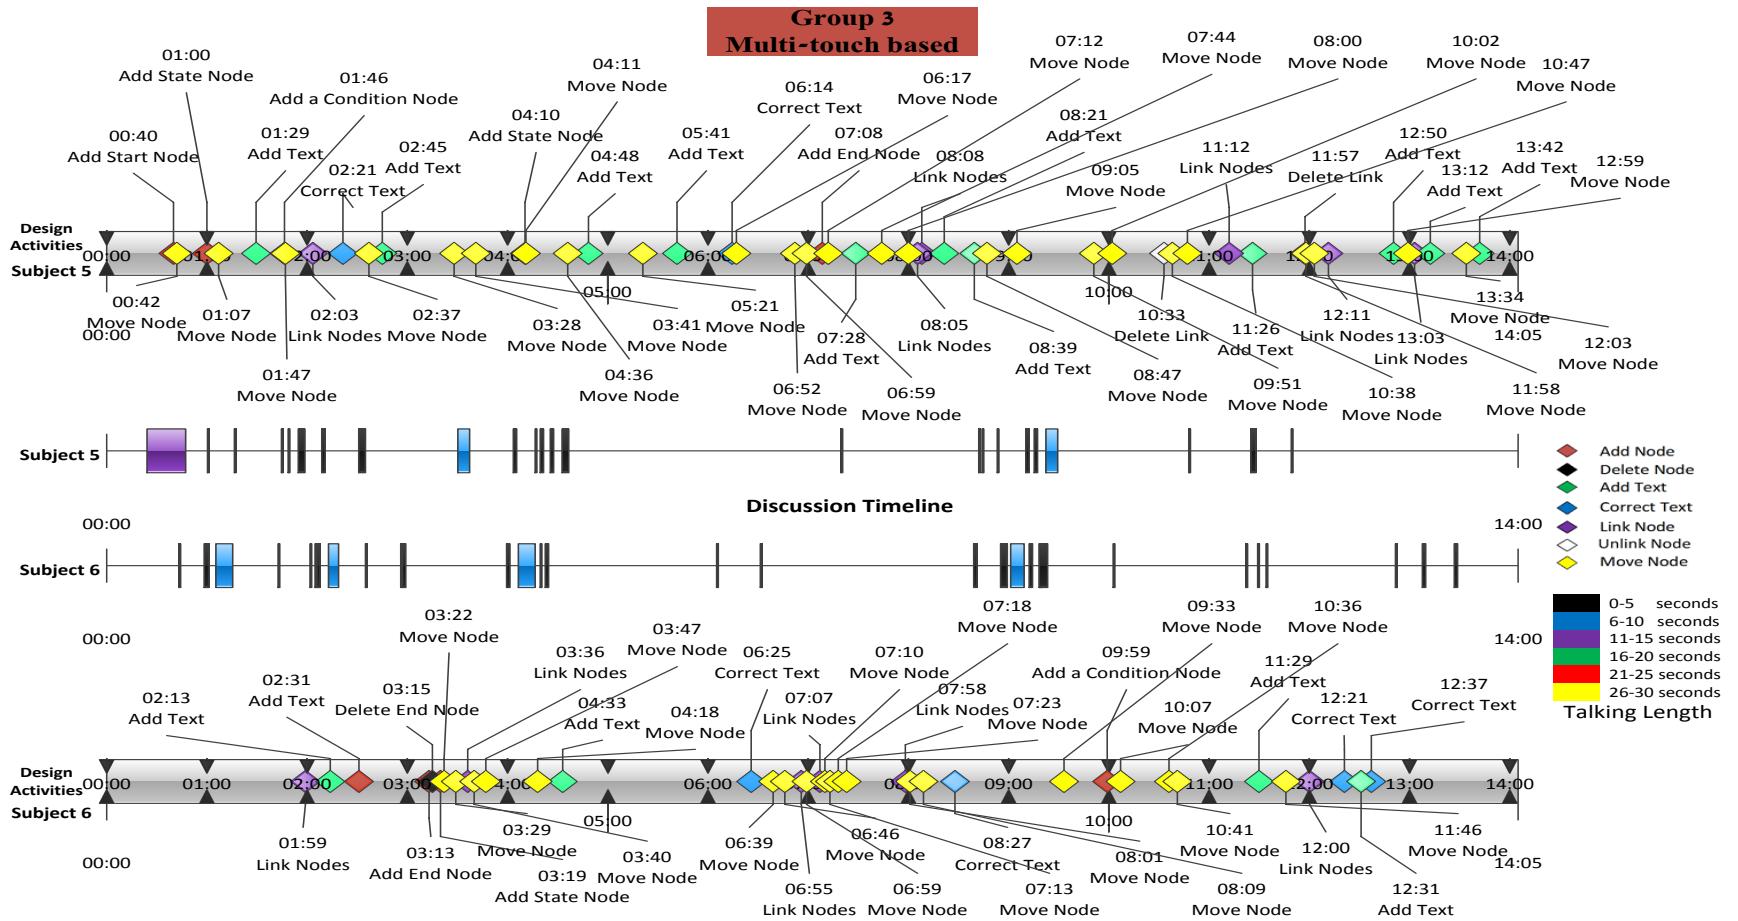 Group 3
Multi-touch based
01:00
Add State Node
01:46
Add a Condition Node
04:11
Move Node
06:14
Correct Text
06:17
Move Node
07:12
Move Node
07:44
Move Node
08:00
Move Node
10:02
Move Node
10:47
Move Node
00:40
Add Start Node
01:29
Add Text
02:21
Correct Text
02:45
Add Text
04:10
Add State Node
04:48
Add Text
05:41
Add Text
07:08
Add End Node
08:08
Link Nodes
08:21
Add Text
09:05
Move Node
11:12
Link Nodes
11:57
Delete Link
12:50
Add Text
13:12
Add Text
13:42
Add Text
12:59
Move Node
Design
Activities
Subject 5
00:00
01:00
02:00
03:00
04:00
05:00
06:00
08:00
9:00
10:00
11:00
12:00
13:00
14:00
00:42
Move Node
00:00
01:07
Move Node
02:03
Link Nodes
02:37
Move Node
03:28
Move Node
03:41
Move Node
05:21
Move Node
07:28
Add Text
08:05
Link Nodes
08:39
Add Text
10:33
Delete Link
11:26
Add Text
12:11
Link Nodes
13:03
Link Nodes
13:34
Move Node
14:05
12:03
Move Node
01:47
Move Node
04:36
Move Node
06:52
Move Node
06:59
Move Node
08:47
Move Node
09:51
Move Node
10:38
Move Node
11:58
Move Node
Subject 5
Add Node
Delete Node
Add Text
Correct Text
Link Node
Unlink Node
Move Node
Discussion Timeline
00:00
14:00
Subject 6
0-5 seconds
6-10 seconds
11-15 seconds
16-20 seconds
21-25 seconds
26-30 seconds
Talking Length
00:00
14:00
03:22
Move Node
03:36
Link Nodes
03:47
Move Node
06:25
Correct Text
07:10
Move Node
07:18
Move Node
09:33
Move Node
10:36
Move Node
02:13
Add Text
02:31
Add Text
03:15
Delete End Node
04:33
Add Text
04:18
Move Node
07:07
Link Nodes
07:58
Link Nodes
07:23
Move Node
09:59
Add a Condition Node
10:07
Move Node
11:29
Add Text
12:21
Correct Text
12:37
Correct Text
Design
Activities
Subject 6
00:00
01:00
02:00
03:00
04:00
05:00
06:00
09:00
10:00
11:00
12:00
13:00
14:00
00:00
01:59
Link Nodes
03:13
Add End Node
03:29
Move Node
03:19
Add State Node
03:40
Move Node
06:39
Move Node
06:46
Move Node
06:55
Link Nodes
06:59
Move Node
08:27
Correct Text
07:13
Move Node
08:01
Move Node
08:09
Move Node
10:41
Move Node
12:00
Link Nodes
12:31
Add Text
11:46
Move Node
14:05